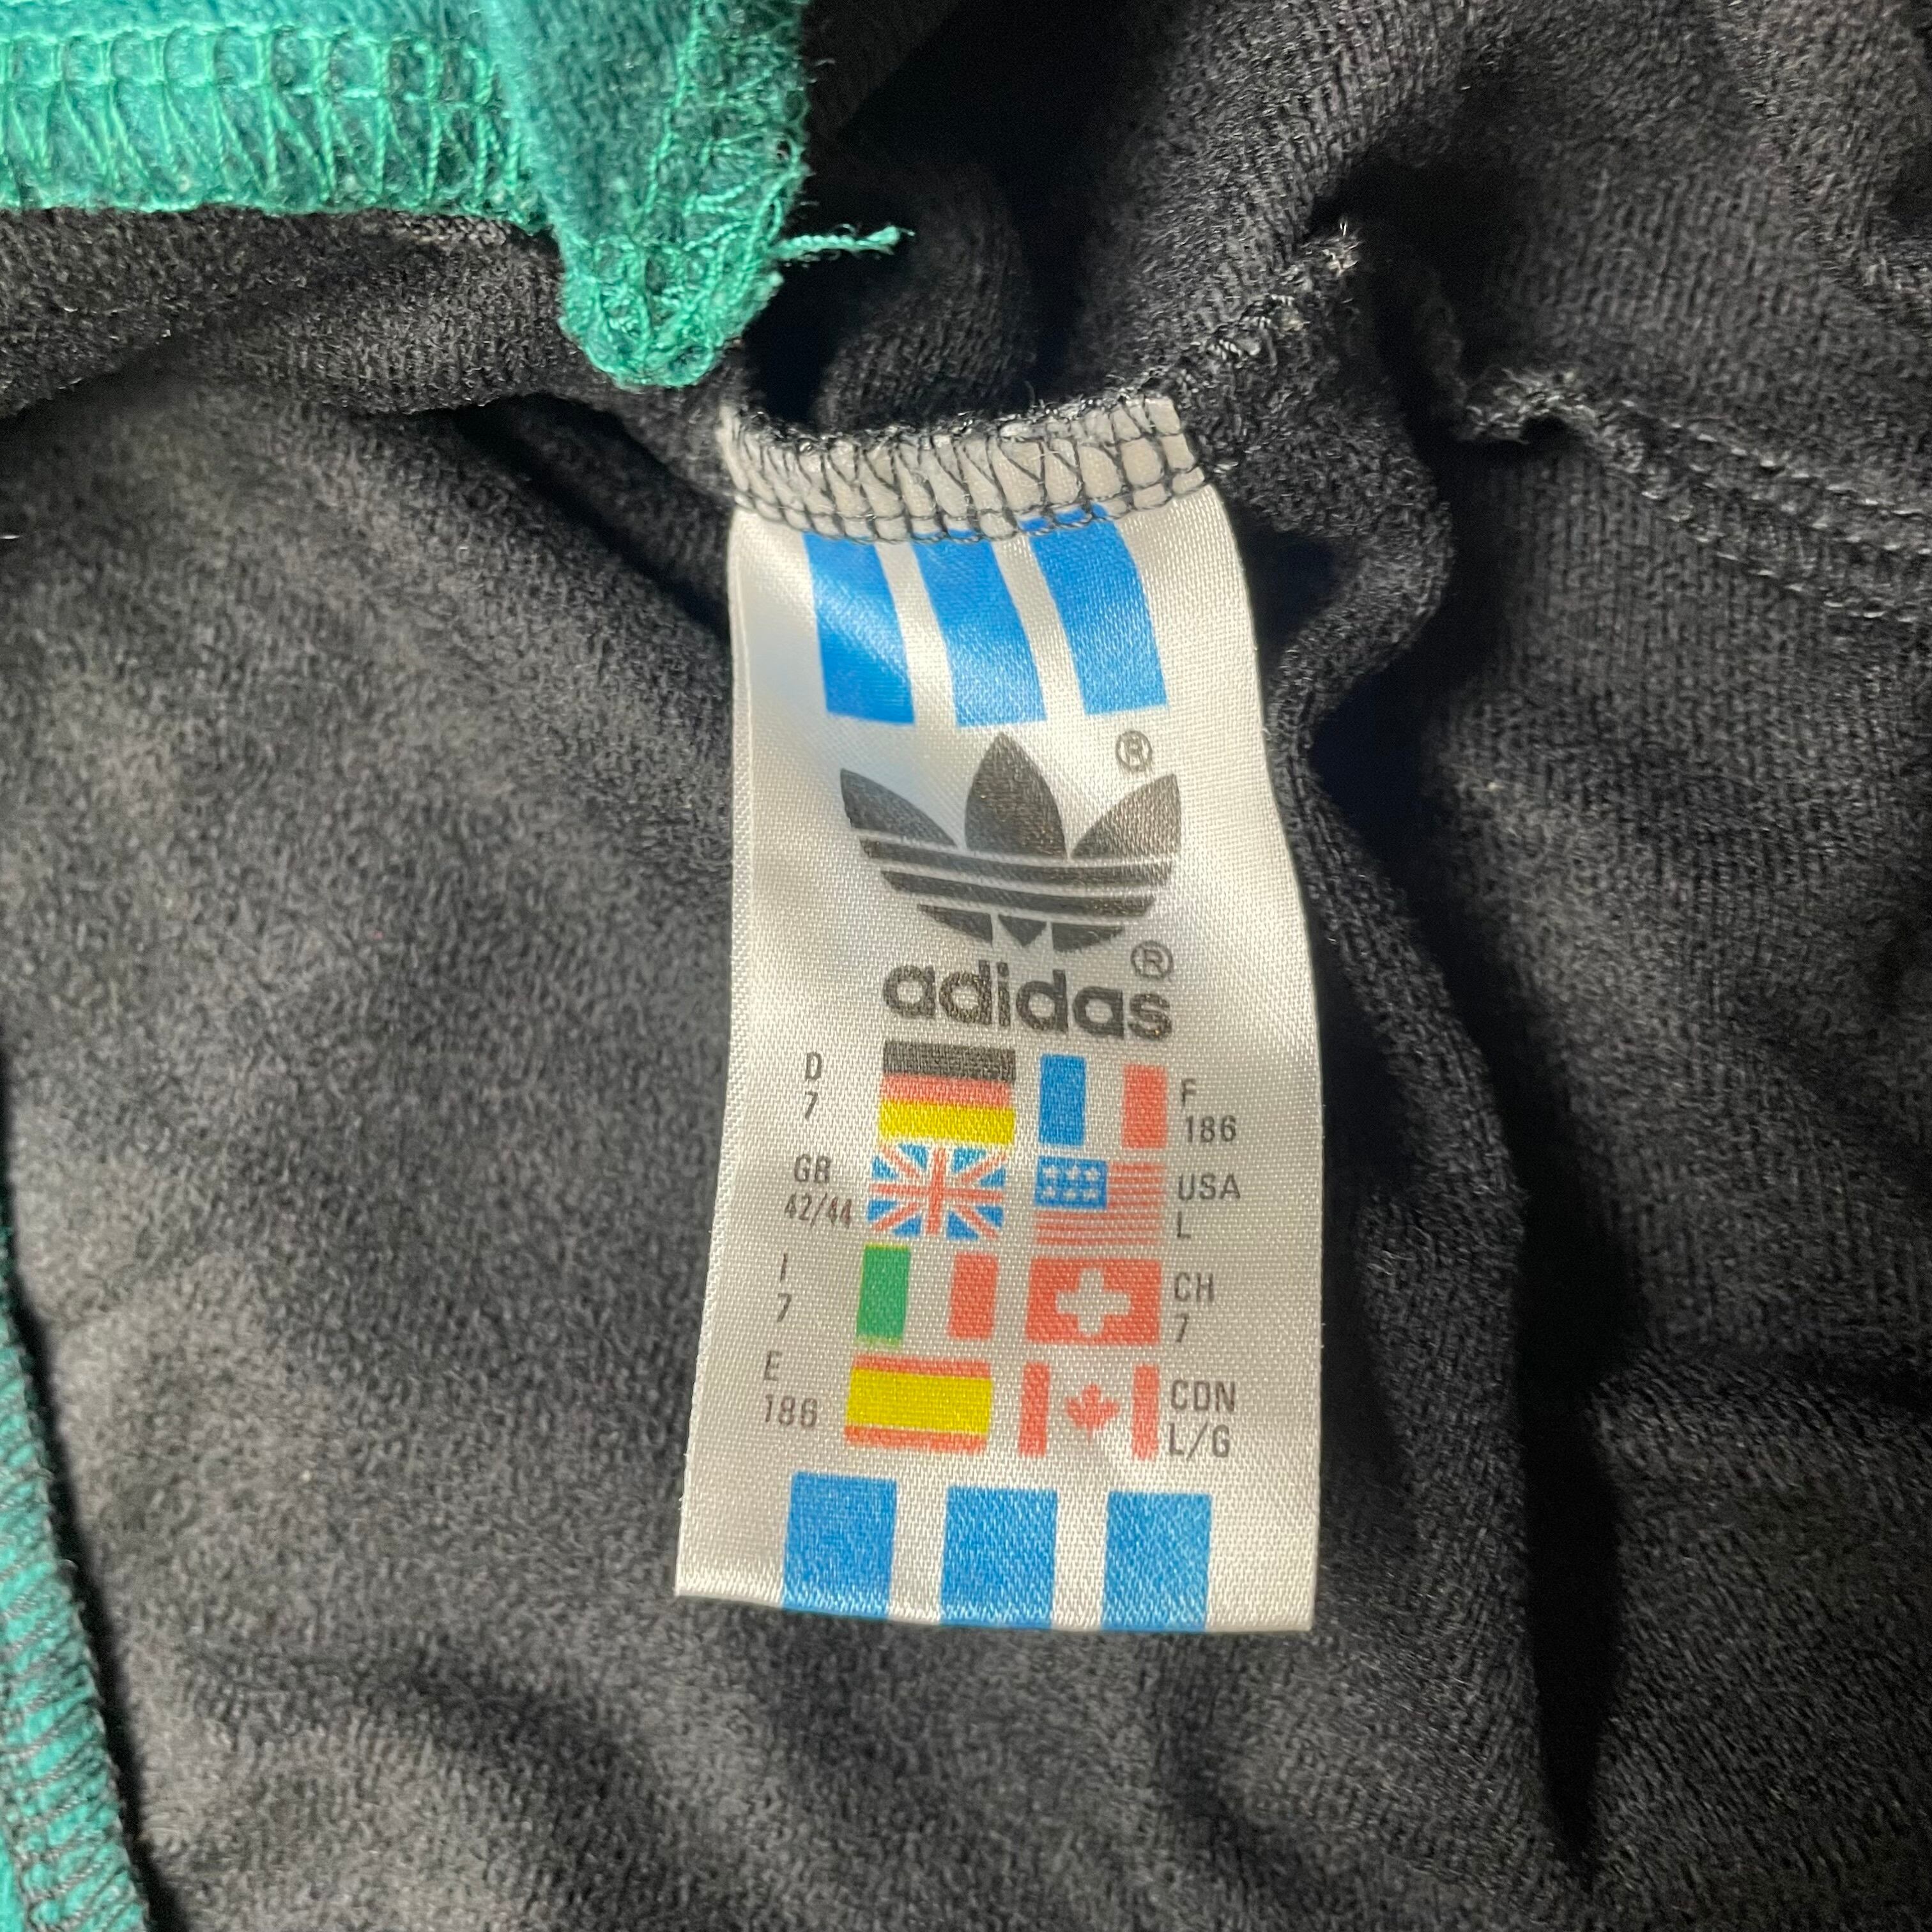 ®
®
adidas
D
7
F
186
GB
42/44
USA
L
I
7
CH
7
E
186
CDN
L/G